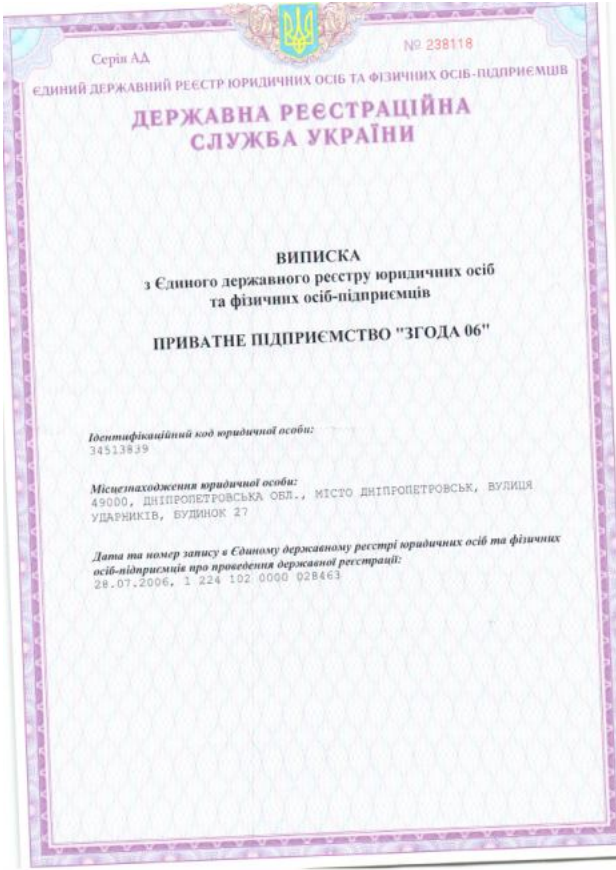 Серія АД
№ 238118
ЄДИНИЙ ДЕРЖАВНИЙ РЕЄСТР ЮРИДИЧНИХ ОСІБ ТА ФІЗИЧНИХ ОСІБ-ПІДПРИЄМЦІВ
ДЕРЖАВНА РЕЄСТРАЦІЙНА
СЛУЖБА УКРАЇНИ
ВИПИСКА
з Єдиного державного реєстру юридичних осіб
та фізичних осіб-підприємців
ПРИВАТНЕ ПІДПРИЄМСТВО "ЗГОДА 06"
Ідентифікаційний код юридичної особи:
34513839
Місцезнаходження юридичної особи:
49000, ДНІПРОПЕТРОВСЬКА ОБЛ., МІСТО ДНІПРОПЕТРОВСЬК, ВУЛИЦЯ
УДАРНИКІВ, БУДИНОК 27
Дата та номер запису в Єдиному державному реєстрі юридичних осіб та фізичних
осіб-підприємців про проведення державної реєстрації:
28.07.2006, 1 224 102 0000 028463